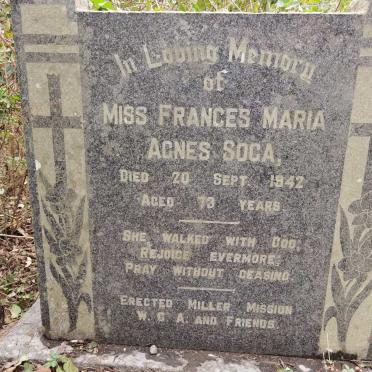 In Loving Memory
of
Miss Frances Maria
Agnes Soga,
Died 20 Sept. 1942
Aged 73 years
She walked with God,
Rejoice evermore,
Pray without ceasing
Erected Miller Mission
W. G. A. and Friends.